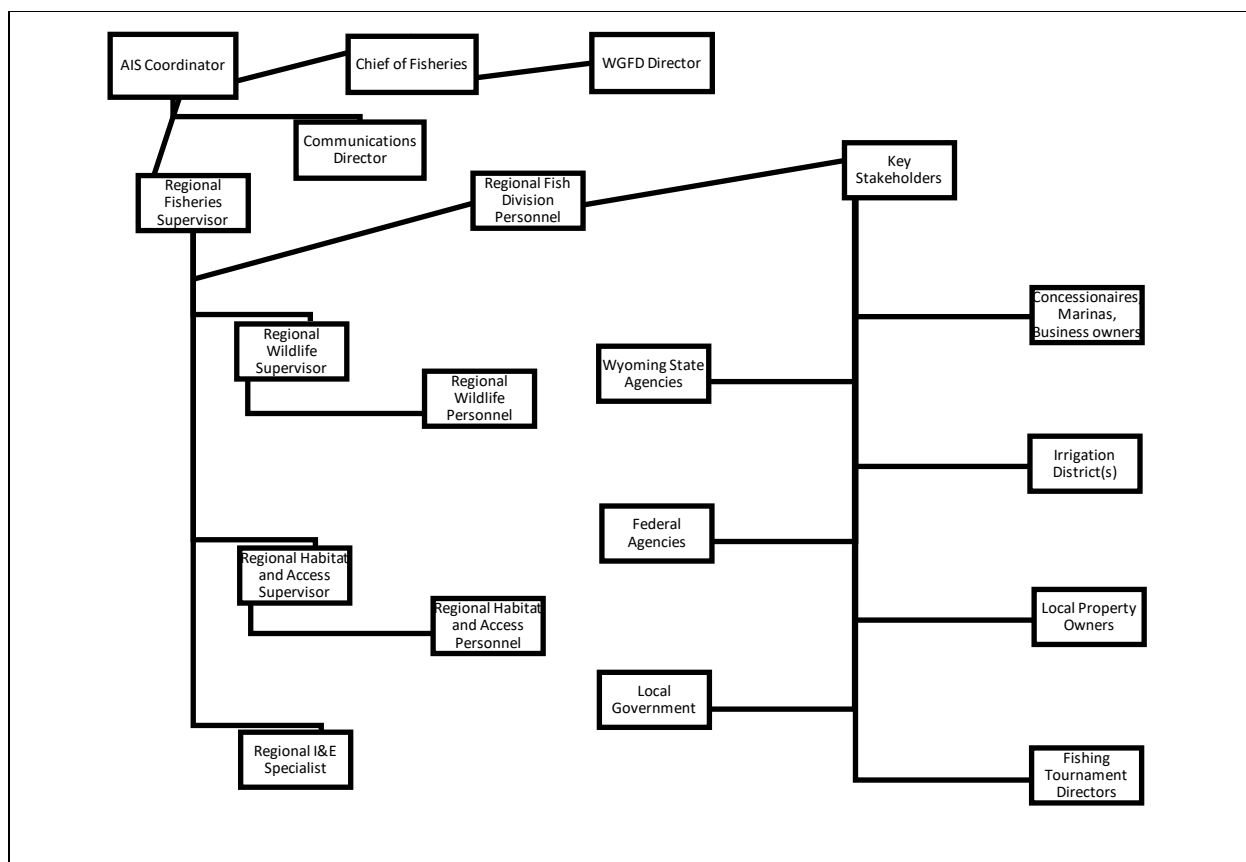 AIS Coordinator
Chief of Fisheries
WGFD Director
Communications
Director
Regional
Fisheries
Supervisor
Regional Fish
Division
Personnel
Key
Stakeholders
Concessionaires,
Marinas,
Business owners
Regional
Wildlife
Supervisor
Wyoming State
Agencies
Regional
Wildlife
Personnel
Irrigation
District(s)
Federal
Agencies
Regional Habitat
and Access
Supervisor
Regional Habitat
and Access
Personnel
Local Property
Owners
Local
Government
Regional I&E
Specialist
Fishing
Tournament
Directors